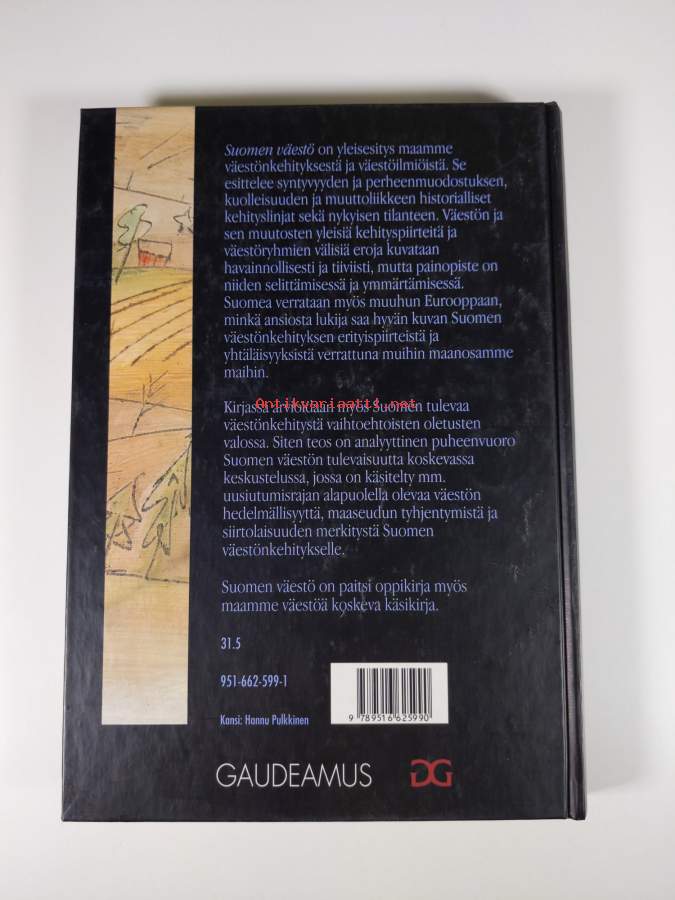 Suomen väestö on yleisesitys maamme
väestönkehityksestä ja väestöilmiöistä. Se
esittelee syntyvyyden ja perheenmuodostuksen,
kuolleisuuden ja muuttoliikkeen historialliset
kehityslinjat sekä nykyisen tilanteen. Väestön ja
sen muutosten yleisiä kehityspiirteitä ja
väestöryhmien välisiä eroja kuvataan
havainnollisesti ja tiiviisti, mutta painopiste on
niiden selittämisessä ja ymmärtämisessä.
Suomea verrataan myös muuhun Eurooppaan,
minkä ansiosta lukija saa hyvän kuvan Suomen
väestönkehityksen erityispiirteistä ja
yhtäläisyyksistä verrattuna muihin maanosamme
maihin.
Antikvariaatti.net
Kirjassa arvioidaan myös Suomen tulevaa
väestönkehitystä vaihtoehtoisten oletusten
valossa. Siten teos on analyyttinen puheenvuoro
Suomen väestön tulevaisuutta koskevassa
keskustelussa, jossa on käsitelty mm.
uusiutumisrajan alapuolella olevaa väestön
hedelmällisyyttä, maaseudun tyhjentymistä ja
siirtolaisuuden merkitystä Suomen
väestönkehitykselle.
Suomen väestö on paitsi oppikirja myös
maamme väestöä koskeva käsikirja.
31.5
951-662-599-1
Kansi: Hannu Pulkkinen
9 789516 625990
GAUDEAMUS GG